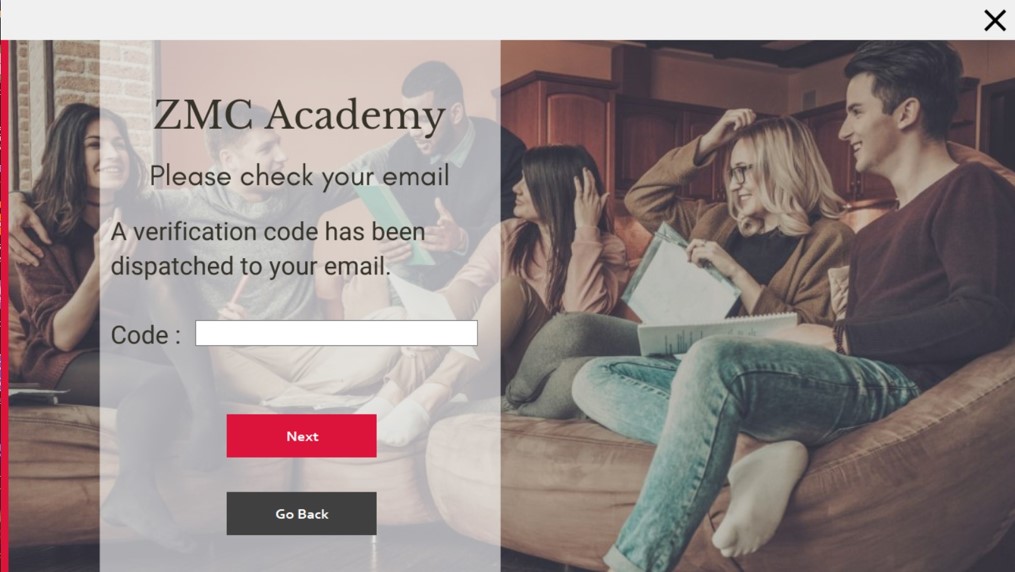 ZMC Academy
Please check your email
A verification code has been
dispatched to your email.
Code :
Next
Go Back